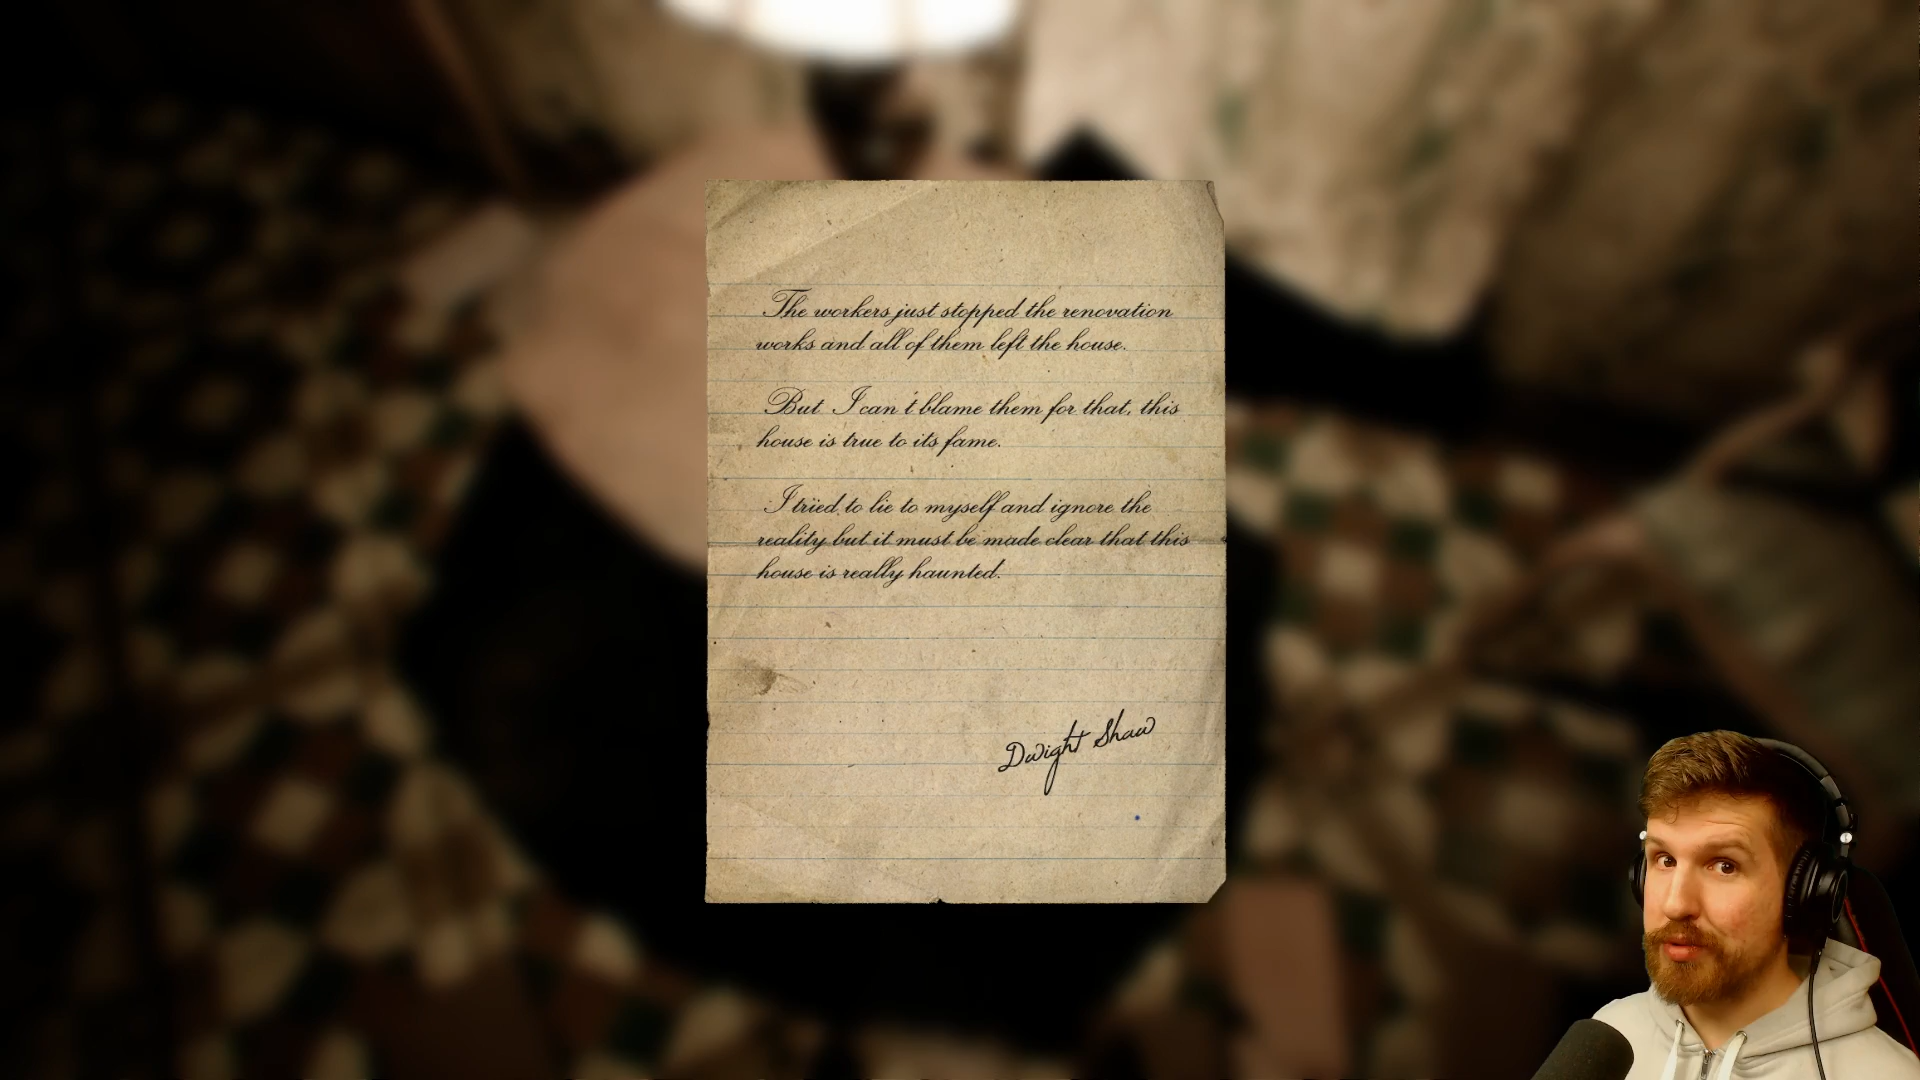 The workers just stopped the renovation
works and all of them left the house.
But I can't blame them for that, this
house is true to its fame.
I tried to lie to myself and ignore the
reality but it must be made clear that this
house is really haunted.
Dwight Shaw